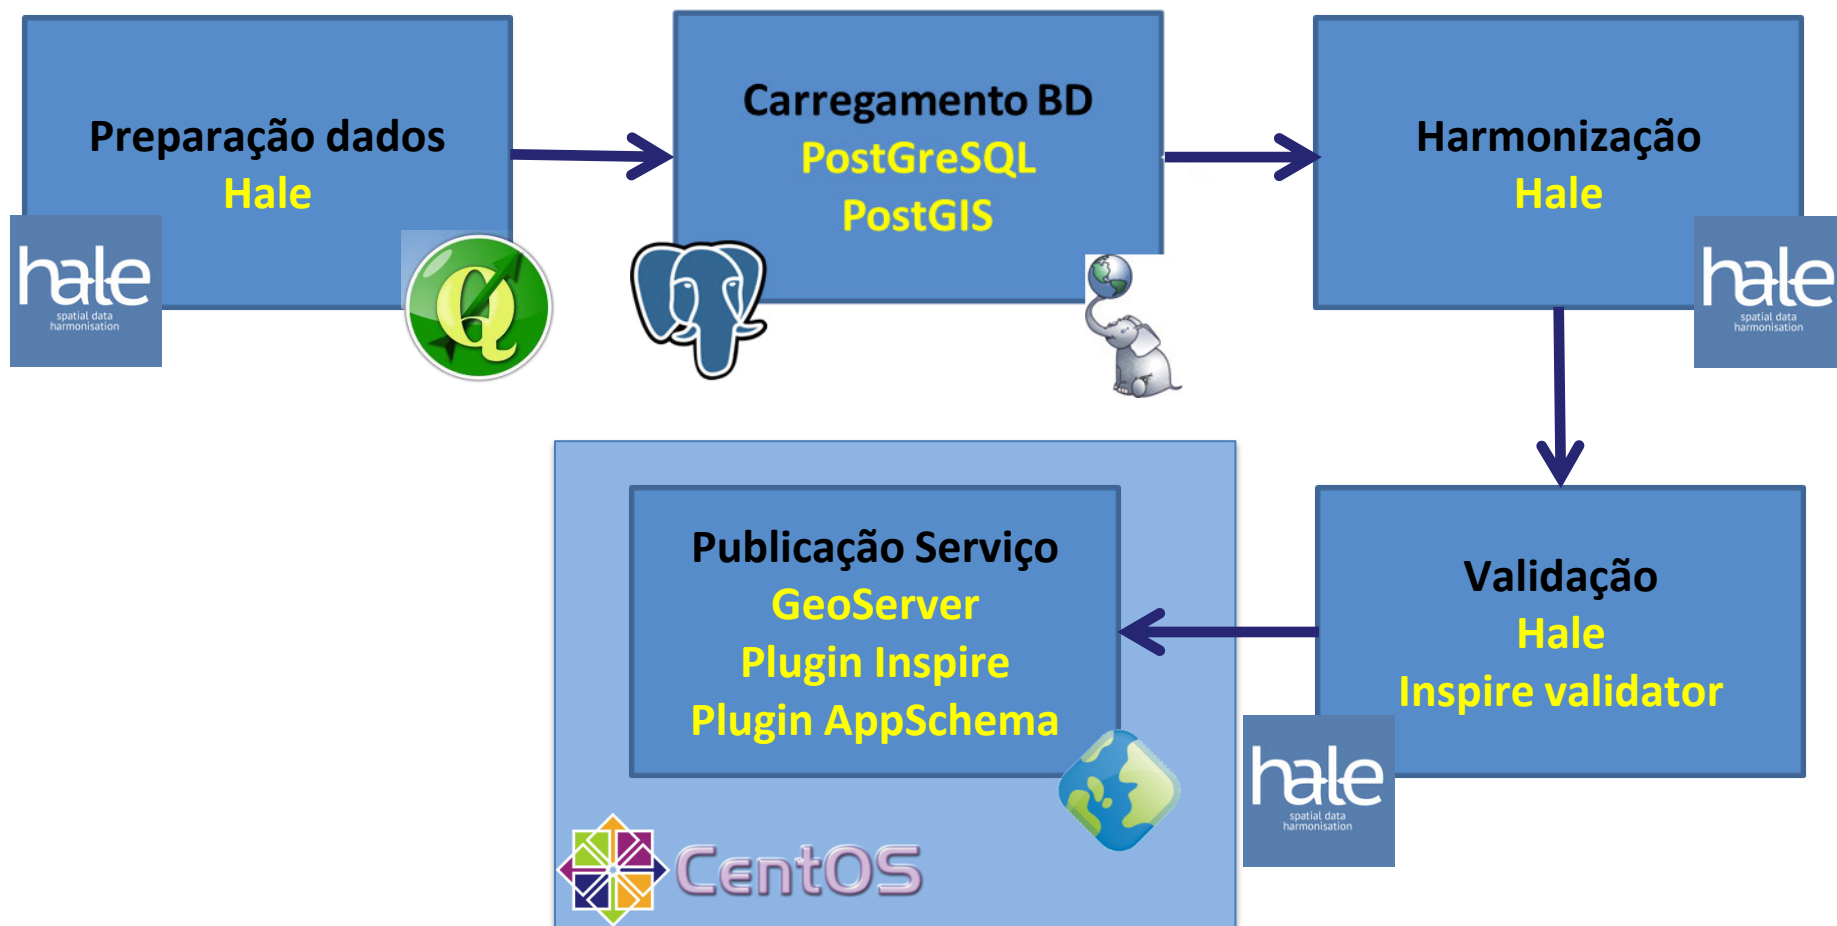 Preparação dados
Hale
hale
spatial data
harmonisation
Q
Carregamento BD
PostGreSQL
PostGIS
Harmonização
Hale
hale
spatial data
harmonisation
Validação
Hale
Inspire validator
hale
spatial data
harmonisation
Publicação Serviço
GeoServer
Plugin Inspire
Plugin AppSchema
CentOS